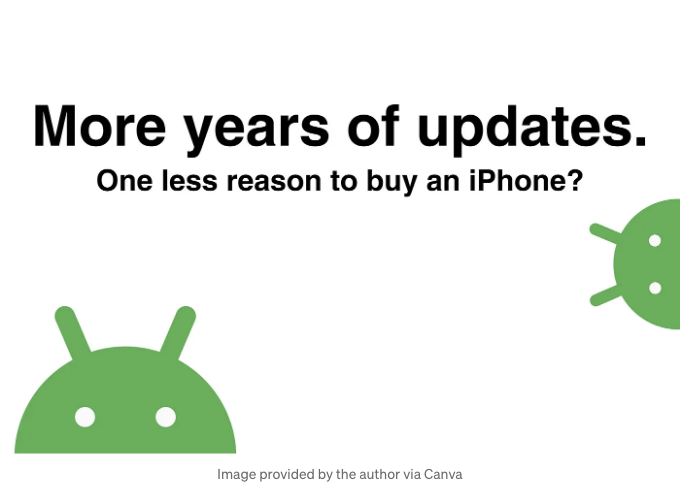 More years of updates.
One less reason to buy an iPhone?
Image provided by the author via Canva